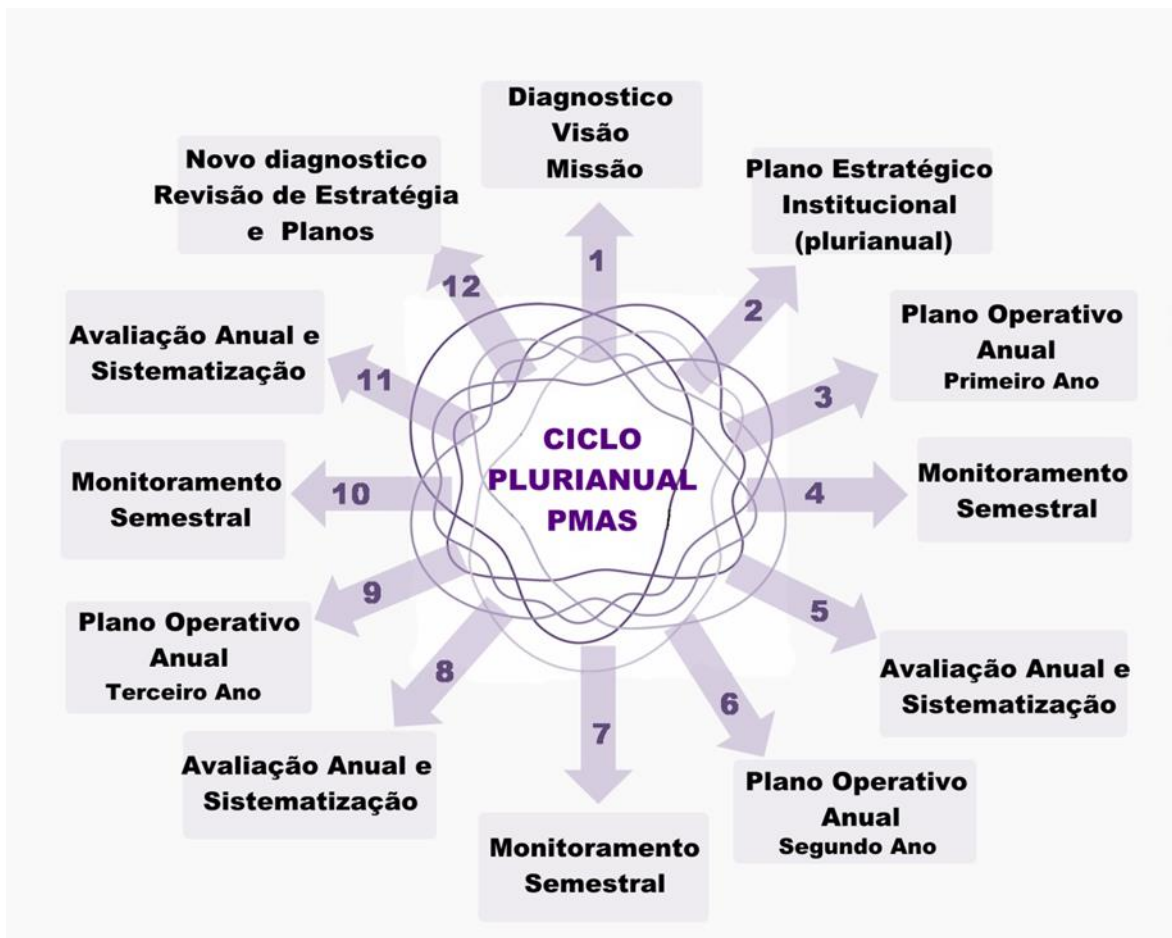 CICLO
PLURIANUAL
PMAS
1
Diagnostico
Visão
Missão
2
Plano Estratégico
Institucional
(plurianual)
3
Plano Operativo
Anual
Primeiro Ano
4
Monitoramento
Semestral
5
Avaliação Anual e
Sistematização
6
Plano Operativo
Anual
Segundo Ano
7
Monitoramento
Semestral
8
Avaliação Anual e
Sistematização
9
Plano Operativo
Anual
Terceiro Ano
10
Monitoramento
Semestral
11
Avaliação Anual e
Sistematização
12
Novo diagnostico
Revisão de Estratégia
e Planos